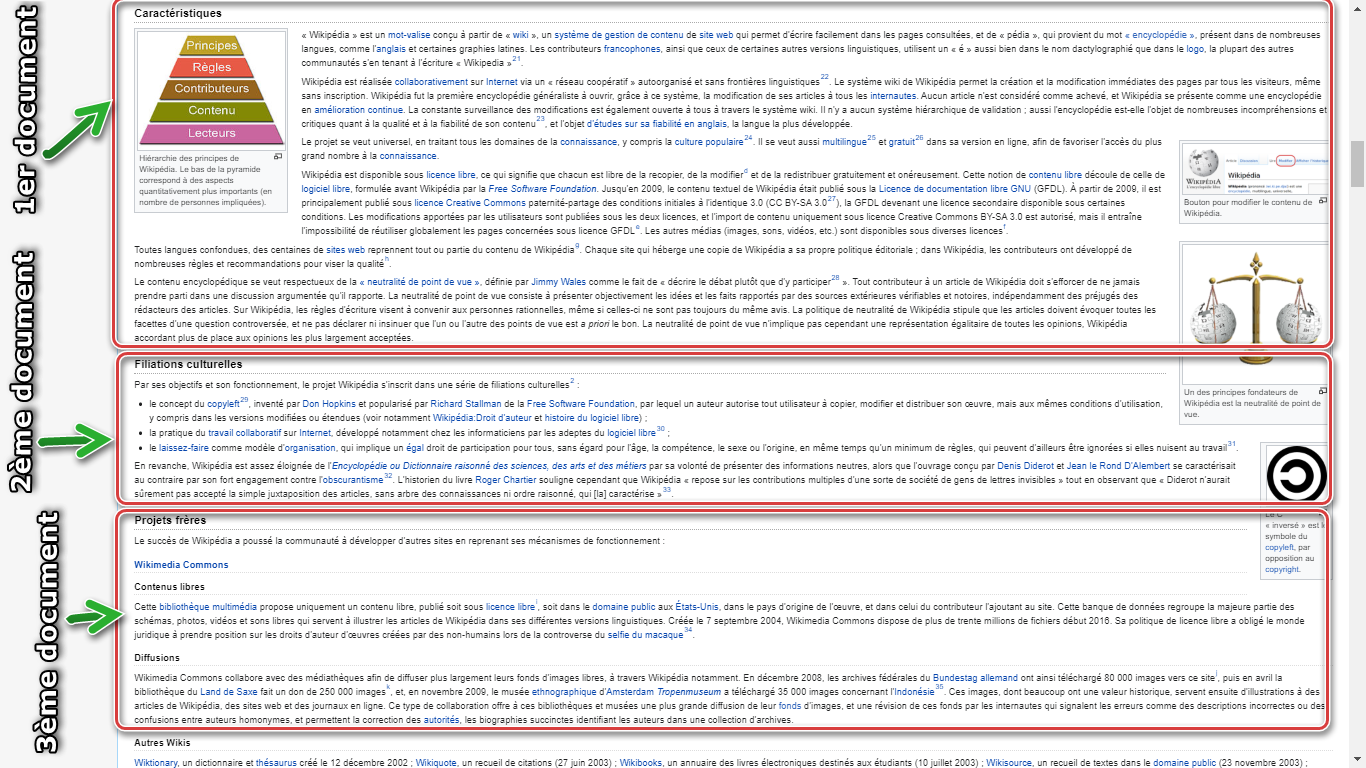 1er document
2ème document
3ème document
Caractéristiques
Principes
Règles
Contributeurs
Contenu
Lecteurs
Hiérarchie des principes de
Wikipédia. Le bas de la pyramide
correspond à des aspects
quantitativement plus importants (en
nombre de personnes impliquées).
« Wikipédia » est un mot-valise conçu à partir de « wiki », un système de gestion de contenu de site web qui permet d'écrire facilement dans les pages consultées, et de « pédia », qui provient du mot « encyclopédie », présent dans de nombreuses
langues, comme l'anglais et certaines graphies latines. Les contributeurs francophones, ainsi que ceux de certaines autres versions linguistiques, utilisent un « é » aussi bien dans le nom dactylographié que dans le logo, la plupart des autres
communautés s'en tenant à l'écriture « Wikipedia »21.
Wikipédia est réalisée collaborativement sur Internet via un « réseau coopératif » autoorganisé et sans frontières linguistiques22. Le système wiki de Wikipédia permet la création et la modification immédiates des pages par tous les visiteurs, même
sans inscription. Wikipédia fut la première encyclopédie généraliste à ouvrir, grâce à ce système, la modification de ses articles à tous les internautes. Aucun article n'est considéré comme achevé, et Wikipédia se présente comme une encyclopédie
en amélioration continue. La constante surveillance des modifications est également ouverte à tous à travers le système wiki. Il n'y a aucun système hiérarchique de validation ; aussi l'encyclopédie est-elle l'objet de nombreuses incompréhensions et
critiques quant à la qualité et à la fiabilité de son contenu23, et l'objet d'études sur sa fiabilité en anglais, la langue la plus développée.
Le projet se veut universel, en traitant tous les domaines de la connaissance, y compris la culture populaire24. Il se veut aussi multilingue25 et gratuit26 dans sa version en ligne, afin de favoriser l'accès du plus
grand nombre à la connaissance.
Wikipédia est disponible sous licence libre, ce qui signifie que chacun est libre de la recopier, de la modifierd et de la redistribuer gratuitement et onéreusement. Cette notion de contenu libre découle de celle de
logiciel libre, formulée avant Wikipédia par la Free Software Foundation. Jusqu'en 2009, le contenu textuel de Wikipédia était publié sous la Licence de documentation libre GNU (GFDL). À partir de 2009, il est
principalement publié sous licence Creative Commons paternité-partage des conditions initiales à l'identique 3.0 (CC BY-SA 3.027), la GFDL devenant une licence secondaire disponible sous certaines
conditions. Les modifications apportées par les utilisateurs sont publiées sous les deux licences, et l'import de contenu uniquement sous licence Creative Commons BY-SA 3.0 est autorisé, mais il entraîne
l'impossibilité de réutiliser globalement les pages concernées sous licence GFDLe. Les autres médias (images, sons, vidéos, etc.) sont disponibles sous diverses licencesf.
WIKIPÉDIA
Wikipédia
Bouton pour modifier le contenu de
Wikipédia.
Toutes langues confondues, des centaines de sites web reprennent tout ou partie du contenu de Wikipédiag. Chaque site qui héberge une copie de Wikipédia a sa propre politique éditoriale ; dans Wikipédia, les contributeurs ont développé de
nombreuses règles et recommandations pour viser la qualitéh.
Le contenu encyclopédique se veut respectueux de la « neutralité de point de vue », définie par Jimmy Wales comme le fait de « décrire le débat plutôt que d'y participer28 ». Tout contributeur à un article de Wikipédia doit s'efforcer de ne jamais
prendre parti dans une discussion argumentée qu'il rapporte. La neutralité de point de vue consiste à présenter objectivement les idées et les faits rapportés par des sources extérieures vérifiables et notoires, indépendamment des préjugés des
rédacteurs des articles. Sur Wikipédia, les règles d'écriture visent à convenir aux personnes rationnelles, même si celles-ci ne sont pas toujours du même avis. La politique de neutralité de Wikipédia stipule que les articles doivent évoquer toutes les
facettes d'une question controversée, et ne pas déclarer ni insinuer que l'un ou l'autre des points de vue est a priori le bon. La neutralité de point de vue n'implique pas cependant une représentation égalitaire de toutes les opinions, Wikipédia
accordant plus de place aux opinions les plus largement acceptées.
Filiations culturelles
Par ses objectifs et son fonctionnement, le projet Wikipédia s'inscrit dans une série de filiations culturelles2 :
• le concept du copyleft29, inventé par Don Hopkins et popularisé par Richard Stallman de la Free Software Foundation, par lequel un auteur autorise tout utilisateur à copier, modifier et distribuer son œuvre, mais aux mêmes conditions d'utilisation,
y compris dans les versions modifiées ou étendues (voir notamment Wikipédia:Droit d'auteur et histoire du logiciel libre) ;
• la pratique du travail collaboratif sur Internet, développé notamment chez les informaticiens par les adeptes du logiciel libre30 ;
• le laissez-faire comme modèle d'organisation, qui implique un égal droit de participation pour tous, sans égard pour l'âge, la compétence, le sexe ou l'origine, en même temps qu'un minimum de règles, qui peuvent d'ailleurs être ignorées si elles nuisent au travail31.
En revanche, Wikipédia est assez éloignée de l'Encyclopédie ou Dictionnaire raisonné des sciences, des arts et des métiers par sa volonté de présenter des informations neutres, alors que l'ouvrage conçu par Denis Diderot et Jean le Rond D'Alembert se caractérisait
au contraire par son fort engagement contre l'obscurantisme32. L'historien du livre Roger Chartier souligne cependant que Wikipédia « repose sur les contributions multiples d'une sorte de société de gens de lettres invisibles » tout en observant que « Diderot n'aurait
sûrement pas accepté la simple juxtaposition des articles, sans arbre des connaissances ni ordre raisonné, qui [la] caractérise »33.
Un des principes fondateurs de
Wikipédia est la neutralité de point de
vue.
Le C
« inversé » est le
symbole du
copyleft, par
opposition au
copyright.
Projets frères
Le succès de Wikipédia a poussé la communauté à développer d'autres sites en reprenant ses mécanismes de fonctionnement :
Wikimedia Commons
Contenus libres
Cette bibliothèque multimédia propose uniquement un contenu libre, publié soit sous licence librei, soit dans le domaine public aux États-Unis, dans le pays d'origine de l'œuvre, et dans celui du contributeur l'ajoutant au site. Cette banque de données regroupe la majeure partie des
schémas, photos, vidéos et sons libres qui servent à illustrer les articles de Wikipédia dans ses différentes versions linguistiques. Créée le 7 septembre 2004, Wikimedia Commons dispose de plus de trente millions de fichiers début 2016. Sa politique de licence libre a obligé le monde
juridique à prendre position sur les droits d'auteur d'œuvres créées par des non-humains lors de la controverse du selfie du macaque34.
Diffusions
Wikimedia Commons collabore avec des médiathèques afin de diffuser plus largement leurs fonds d'images libres, à travers Wikipédia notamment. En décembre 2008, les archives fédérales du Bundestag allemand ont ainsi téléchargé 80 000 images vers ce sitej, puis en avril la
bibliothèque du Land de Saxe fait un don de 250 000 imagesk, et, en novembre 2009, le musée ethnographique d'Amsterdam Tropenmuseum a téléchargé 35 000 images concernant l'Indonésie35. Ces images, dont beaucoup ont une valeur historique, servent ensuite d'illustrations à des
articles de Wikipédia, des sites web et des journaux en ligne. Ce type de collaboration offre à ces bibliothèques et musées une plus grande diffusion de leur fonds d'images, et une révision de ces fonds par les internautes qui signalent les erreurs comme des descriptions incorrectes ou des
confusions entre auteurs homonymes, et permettent la correction des autorités, les biographies succinctes identifiant les auteurs dans une collection d'archives.
Autres Wikis
Wiktionary, un dictionnaire et thésaurus créé le 12 décembre 2002 ; Wikiquote, un recueil de citations (27 juin 2003) ; Wikibooks, un annuaire des livres électroniques destinés aux étudiants (10 juillet 2003) ; Wikisource, un recueil de textes dans le domaine public (23 novembre 2003) ;